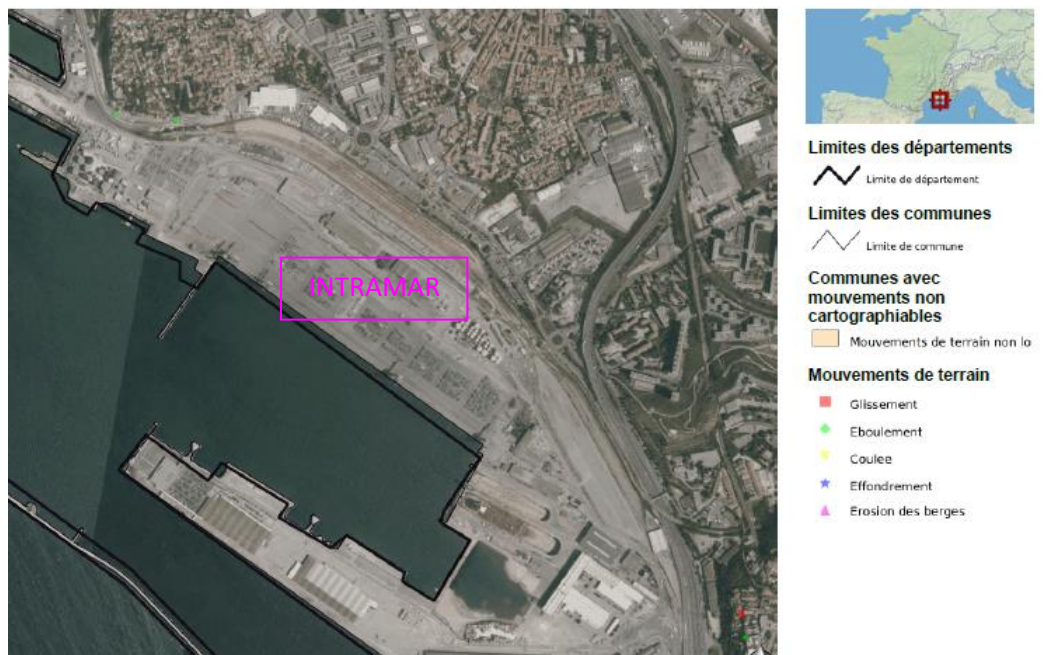 INTRAMAR
Limites des départements
Limite de département
Limites des communes
Limite de commune
Communes avec
mouvements non
cartographiables
Mouvements de terrain non lo
Mouvements de terrain
Glissement
Eboulement
Coulee
Effondrement
Erosion des berges